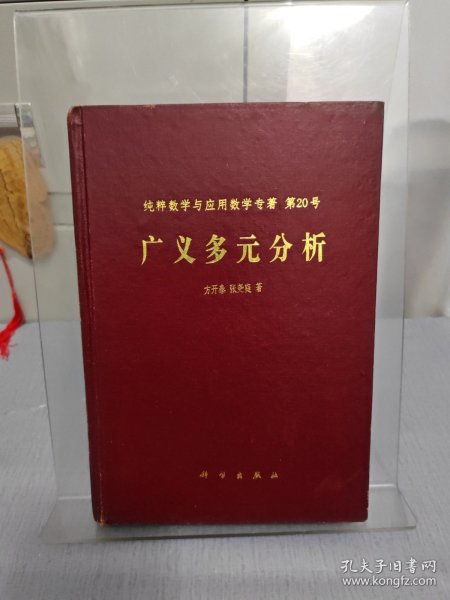 纯粹数学与应用数学专著 第20号
广义多元分析
方开泰 张尧庭 著
科学出版社
孔夫子旧书网
www.kongfz.com